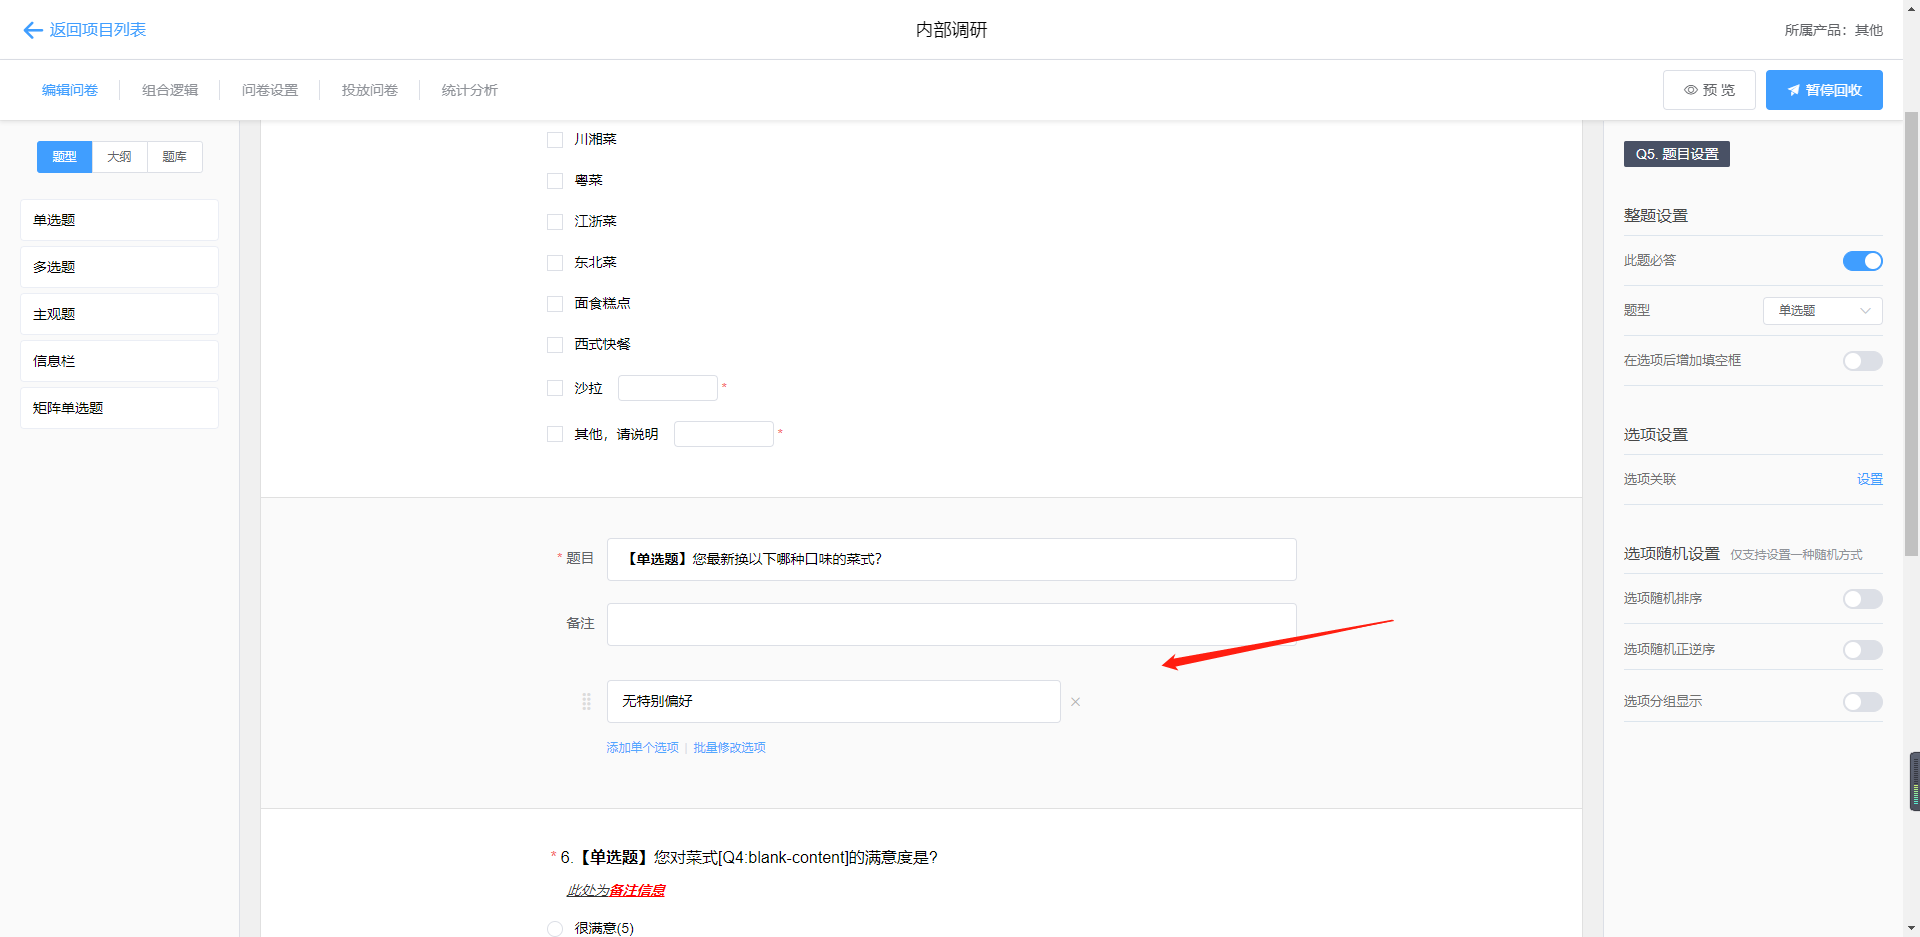 返回项目列表
内部调研
所属产品：其他
编辑问卷
组合逻辑
问卷设置
投放问卷
统计分析
预 览
暂停回收
题型
大纲
题库
单选题
多选题
主观题
信息栏
矩阵单选题
川湘菜
粤菜
江浙菜
东北菜
面食糕点
西式快餐
沙拉 *
其他，请说明 *
* 题目
【单选题】您最新换以下哪种口味的菜式？
备注
无特别偏好
添加单个选项 | 批量修改选项
* 6.【单选题】您对菜式[Q4:blank-content]的满意度是?
此处为备注信息
很满意(5)
Q5. 题目设置
整题设置
此题必答
题型
单选题
在选项后增加填空框
选项设置
选项关联
设置
选项随机设置 仅支持设置一种随机方式
选项随机排序
选项随机正逆序
选项分组显示